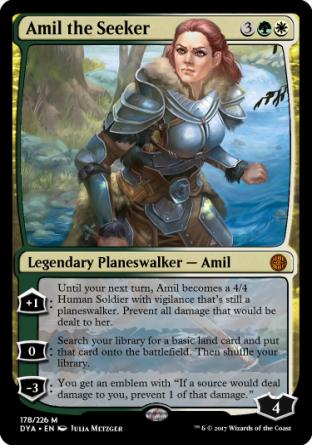 Amil the Seeker 3
Legendary Planeswalker — Amil
+1: Until your next turn, Amil becomes a 4/4
Human Soldier with vigilance that's still a
planeswalker. Prevent all damage that would be
dealt to her.
0: Search your library for a basic land card and put
that card onto the battlefield. Then shuffle your
library.
-3: You get an emblem with "If a source would deal
damage to you, prevent 1 of that damage."
4
178/226 M
DYA • EN JULIA METZGER
™ & © 2017 Wizards of the Coast